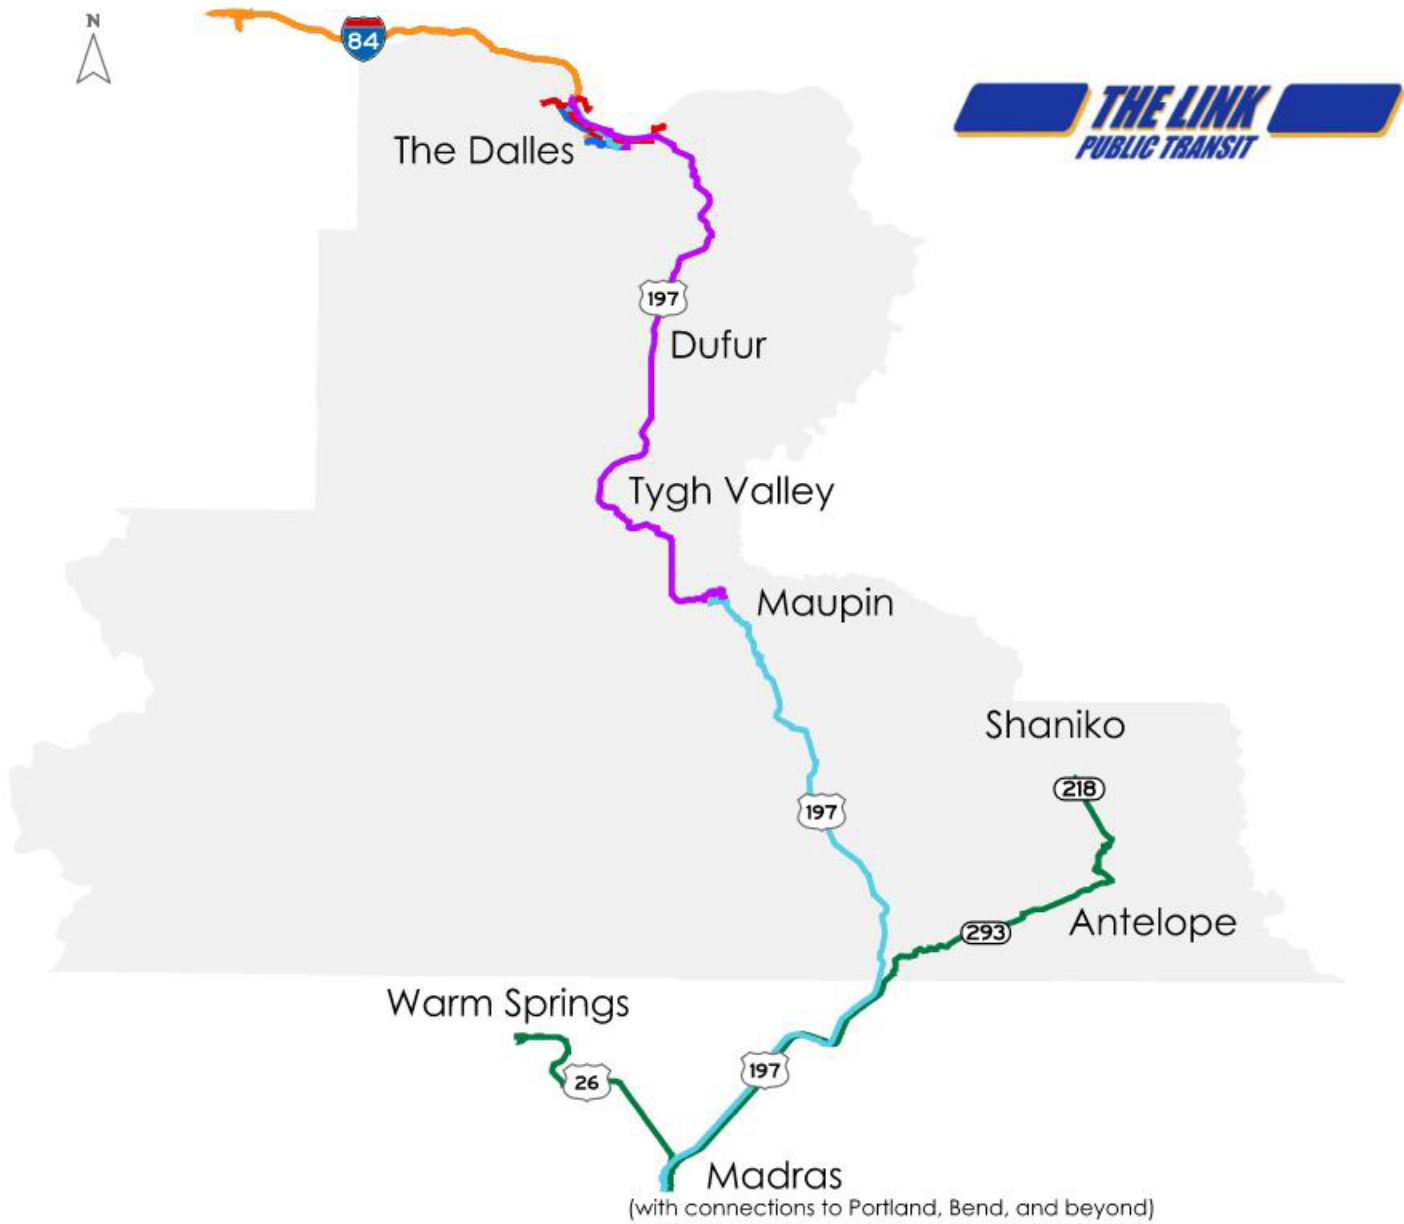 N
84
THE LINK
PUBLIC TRANSIT
The Dalles
197
Dufur
Tygh Valley
Maupin
Shaniko
218
197
Antelope
293
Warm Springs
197
26
Madras
(with connections to Portland, Bend, and beyond)